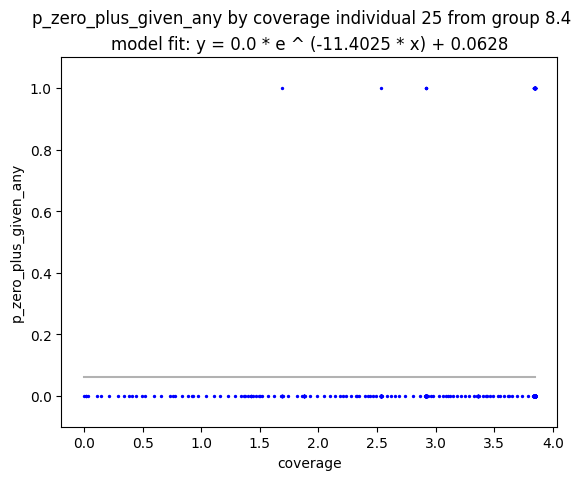 p_zero_plus_given_any by coverage individual 25 from group 8.4
model fit: y = 0.0 * e ^ (-11.4025 * x) + 0.0628
p_zero_plus_given_any
1.0
0.8
0.6
0.4
0.2
0.0
0.0 0.5 1.0 1.5 2.0 2.5 3.0 3.5 4.0
coverage